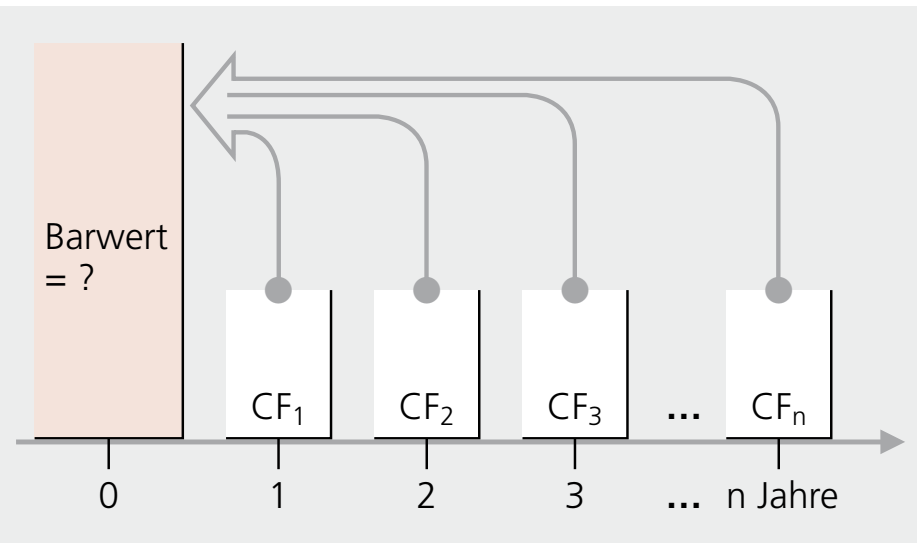 Barwert
= ?
CF₁ CF₂ CF₃ ... CFₙ
0 1 2 3 ... n Jahre